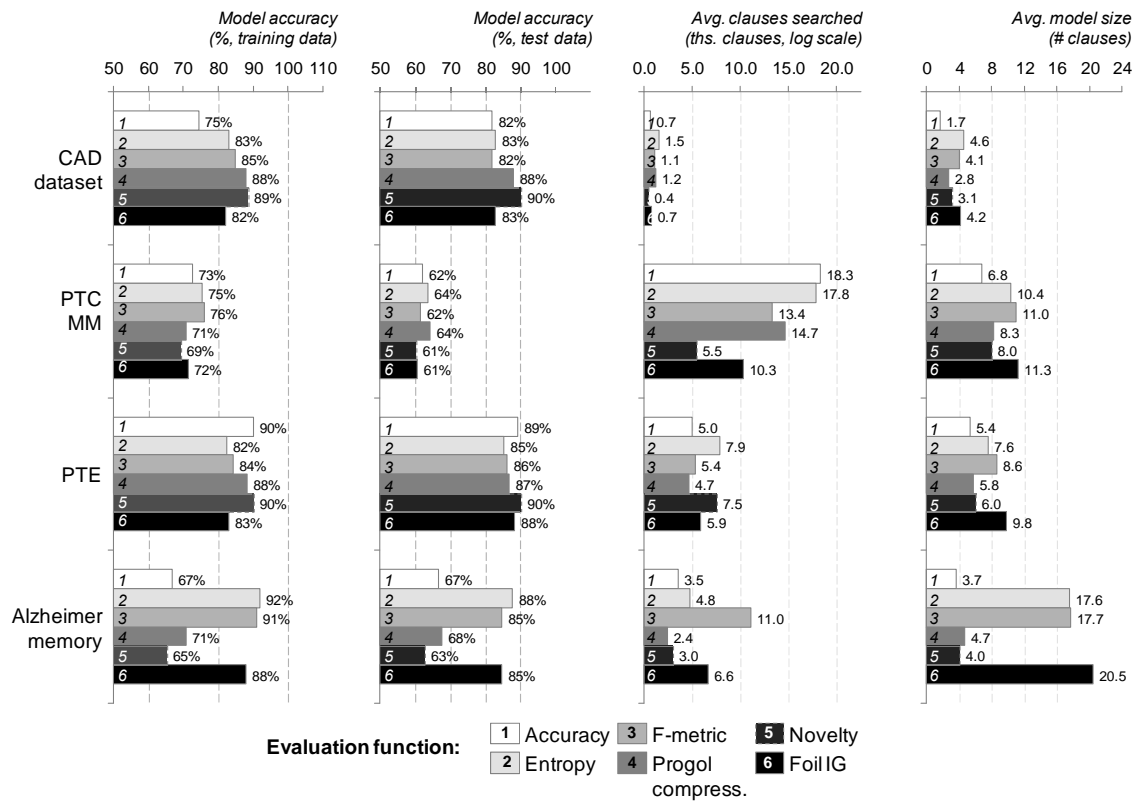 Model accuracy (%, training data)
Model accuracy (%, test data)
Avg. clauses searched (ths. clauses, log scale)
Avg. model size (# clauses)
50 60 70 80 90 100 110
50 60 70 80 90 100
0.0 5.0 10.0 15.0 20.0
0 4 8 12 16 20 24
CAD dataset
1 75% 1 82% 1 0.7 1 1.7
2 83% 2 83% 2 1.5 2 4.6
3 85% 3 82% 3 1.1 3 4.1
4 88% 4 88% 4 1.2 4 2.8
5 89% 5 90% 0.4 5 3.1
6 82% 6 83% 6 0.7 6 4.2
PTC MM
1 73% 1 62% 1 18.3 1 6.8
2 75% 2 64% 2 17.8 2 10.4
3 76% 3 62% 3 13.4 3 11.0
4 71% 4 64% 4 14.7 4 8.3
5 69% 5 61% 5 5.5 5 8.0
6 72% 6 61% 6 10.3 6 11.3
PTE
1 90% 1 89% 1 5.0 1 5.4
2 82% 2 85% 2 7.9 2 7.6
3 84% 3 86% 3 5.4 3 8.6
4 88% 4 87% 4 4.7 4 5.8
5 90% 5 90% 5 7.5 5 6.0
6 83% 6 88% 6 5.9 6 9.8
Alzheimer memory
1 67% 1 67% 1 3.5 1 3.7
2 92% 2 88% 2 4.8 2 17.6
3 91% 3 85% 3 11.0 3 17.7
4 71% 4 68% 4 2.4 4 4.7
5 65% 5 63% 5 3.0 5 4.0
6 88% 6 85% 6 6.6 6 20.5
Evaluation function:
1 Accuracy 3 F-metric 5 Novelty
2 Entropy 4 Progol compress. 6 Foil IG